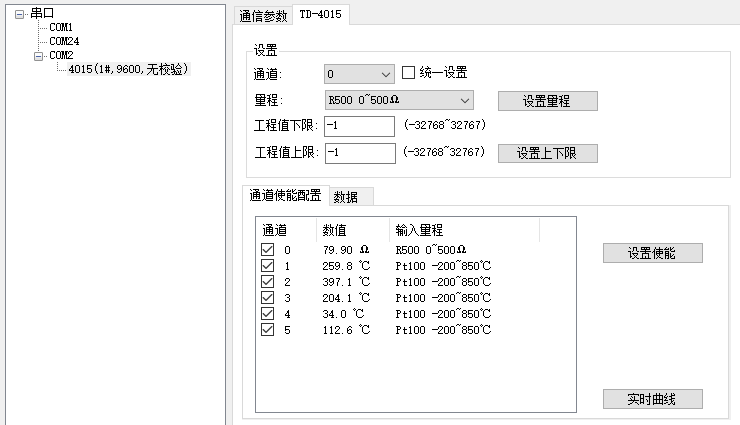 串口
COM1
COM24
COM2
4015(1#,9600,无校验)
通信参数 TD-4015
设置
通道: 0 统一设置
量程: R500 0~500Ω 设置量程
工程值下限: -1 (-32768~32767)
工程值上限: -1 (-32768~32767) 设置上下限
通道使能配置 数据
通道 数值 输入量程
0 79.90 Ω R500 0~500Ω
设置使能
1 259.8 ℃ Pt100 -200~850℃
2 397.1 ℃ Pt100 -200~850℃
3 204.1 ℃ Pt100 -200~850℃
4 34.0 ℃ Pt100 -200~850℃
5 112.6 ℃ Pt100 -200~850℃
实时曲线